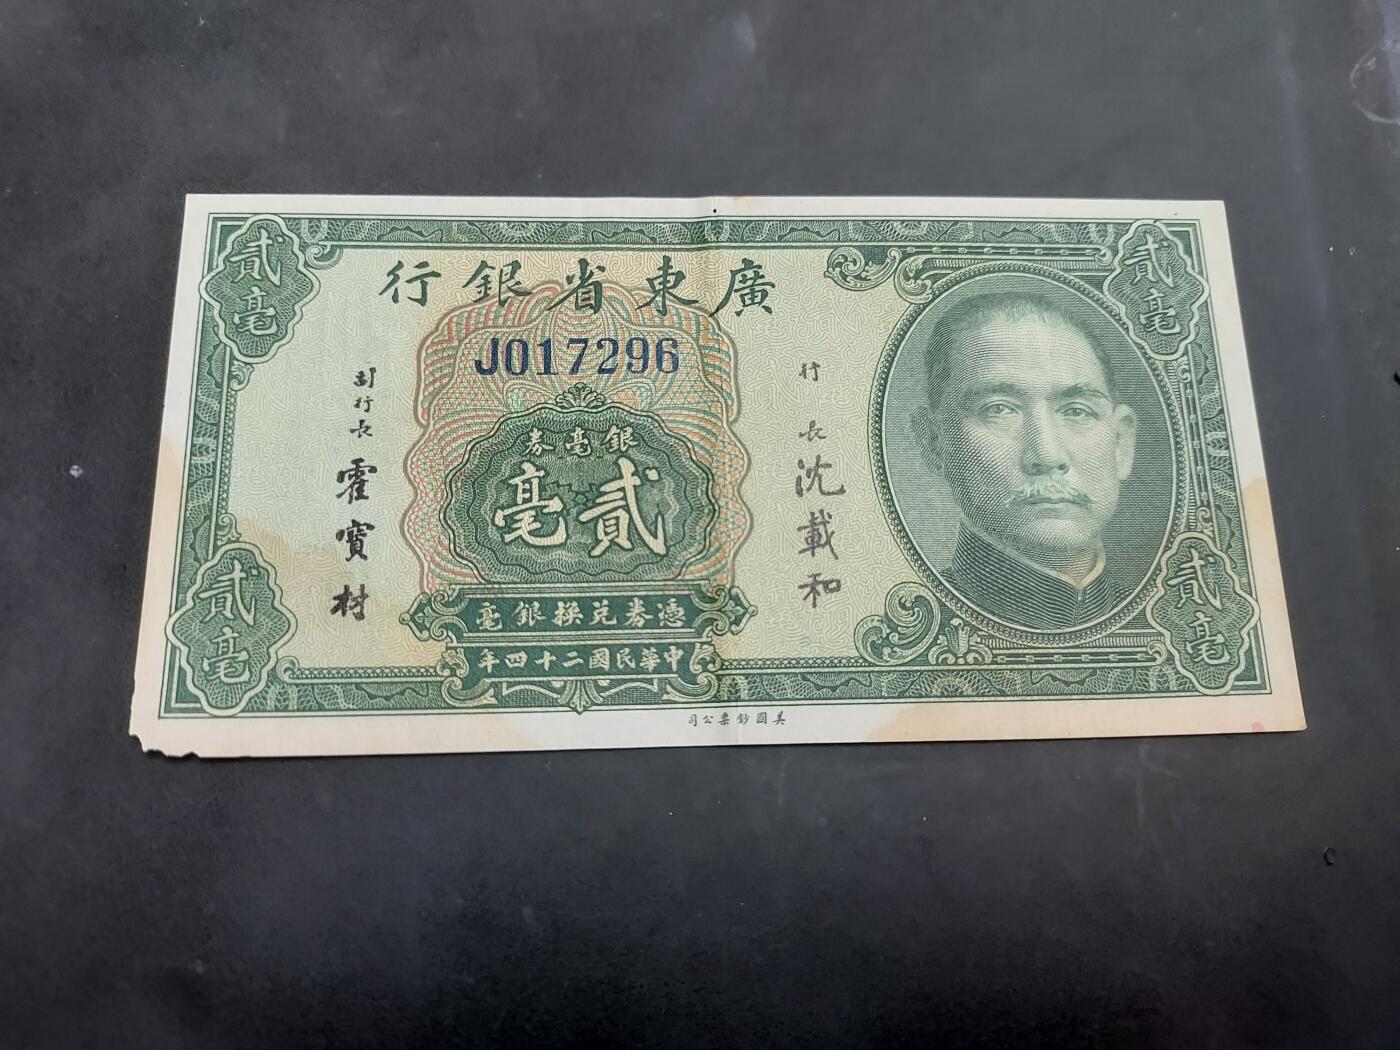 廣東省銀行
貳毫
貳毫
J017296
銀毫券
貳毫
憑券兌換銀毫
中華民國二十四年
行長
沈載和
副行長
霍寶材
貳毫
貳毫
美國鈔票公司